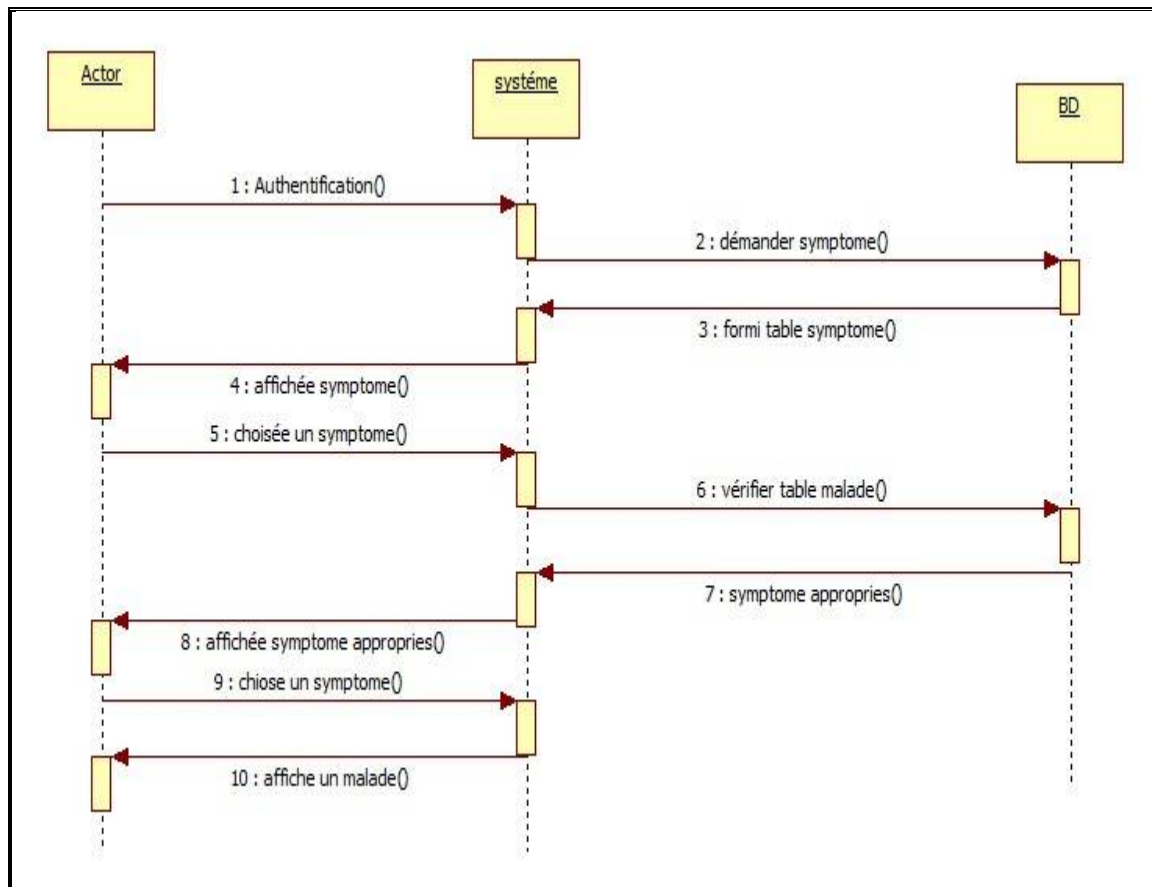 Actor
systéme
BD
1 : Authentification()
2 : démander symptome()
3 : formi table symptome()
4 : affichée symptome()
5 : choisée un symptome()
6 : vérifier table malade()
7 : symptome appropries()
8 : affichée symptome appropries()
9 : chiose un symptome()
10 : affiche un malade()